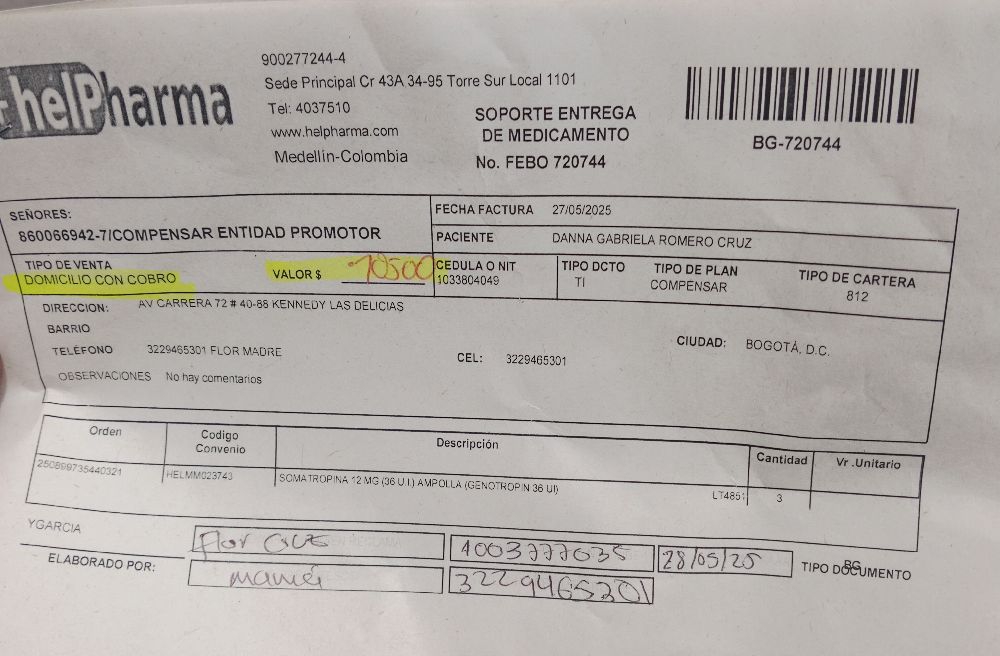 helPharma
900277244-4
Sede Principal Cr 43A 34-95 Torre Sur Local 1101
Tel: 4037510
www.helpharma.com
Medellín-Colombia
SOPORTE ENTREGA
DE MEDICAMENTO
No. FEBO 720744
BG-720744
SEÑORES:
860066942-7/COMPENSAR ENTIDAD PROMOTOR
FECHA FACTURA 27/05/2025
PACIENTE DANNA GABRIELA ROMERO CRUZ
TIPO DE VENTA
DOMICILIO CON COBRO
VALOR $ 10500
CEDULA O NIT
1033804049
TIPO DCTO
TI
TIPO DE PLAN
COMPENSAR
TIPO DE CARTERA
812
DIRECCION: AV CARRERA 72 # 40-88 KENNEDY LAS DELICIAS
BARRIO
TELÉFONO 3229465301 FLOR MADRE
CEL: 3229465301
CIUDAD: BOGOTÁ, D.C.
OBSERVACIONES No hay comentarios
Orden Codigo Convenio Descripción Cantidad Vr .Unitario
250899735440321 HELMM023743 SOMATROPINA 12 MG (36 U.I.) AMPOLLA (GENOTROPIN 36 UI) LT4851 3
YGARCIA
ELABORADO POR:
Flor Cruz 1003777035 28/05/25
mamá 3229465301
TIPO DOCUMENTO
BG